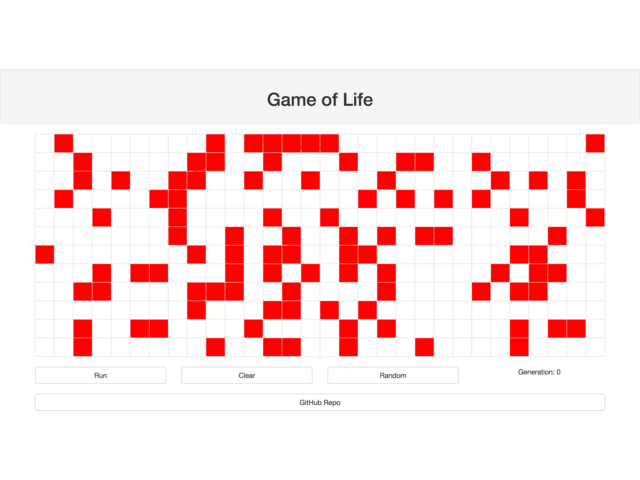 Game of Life
Run
Clear
Random
Generation: 0
GitHub Repo